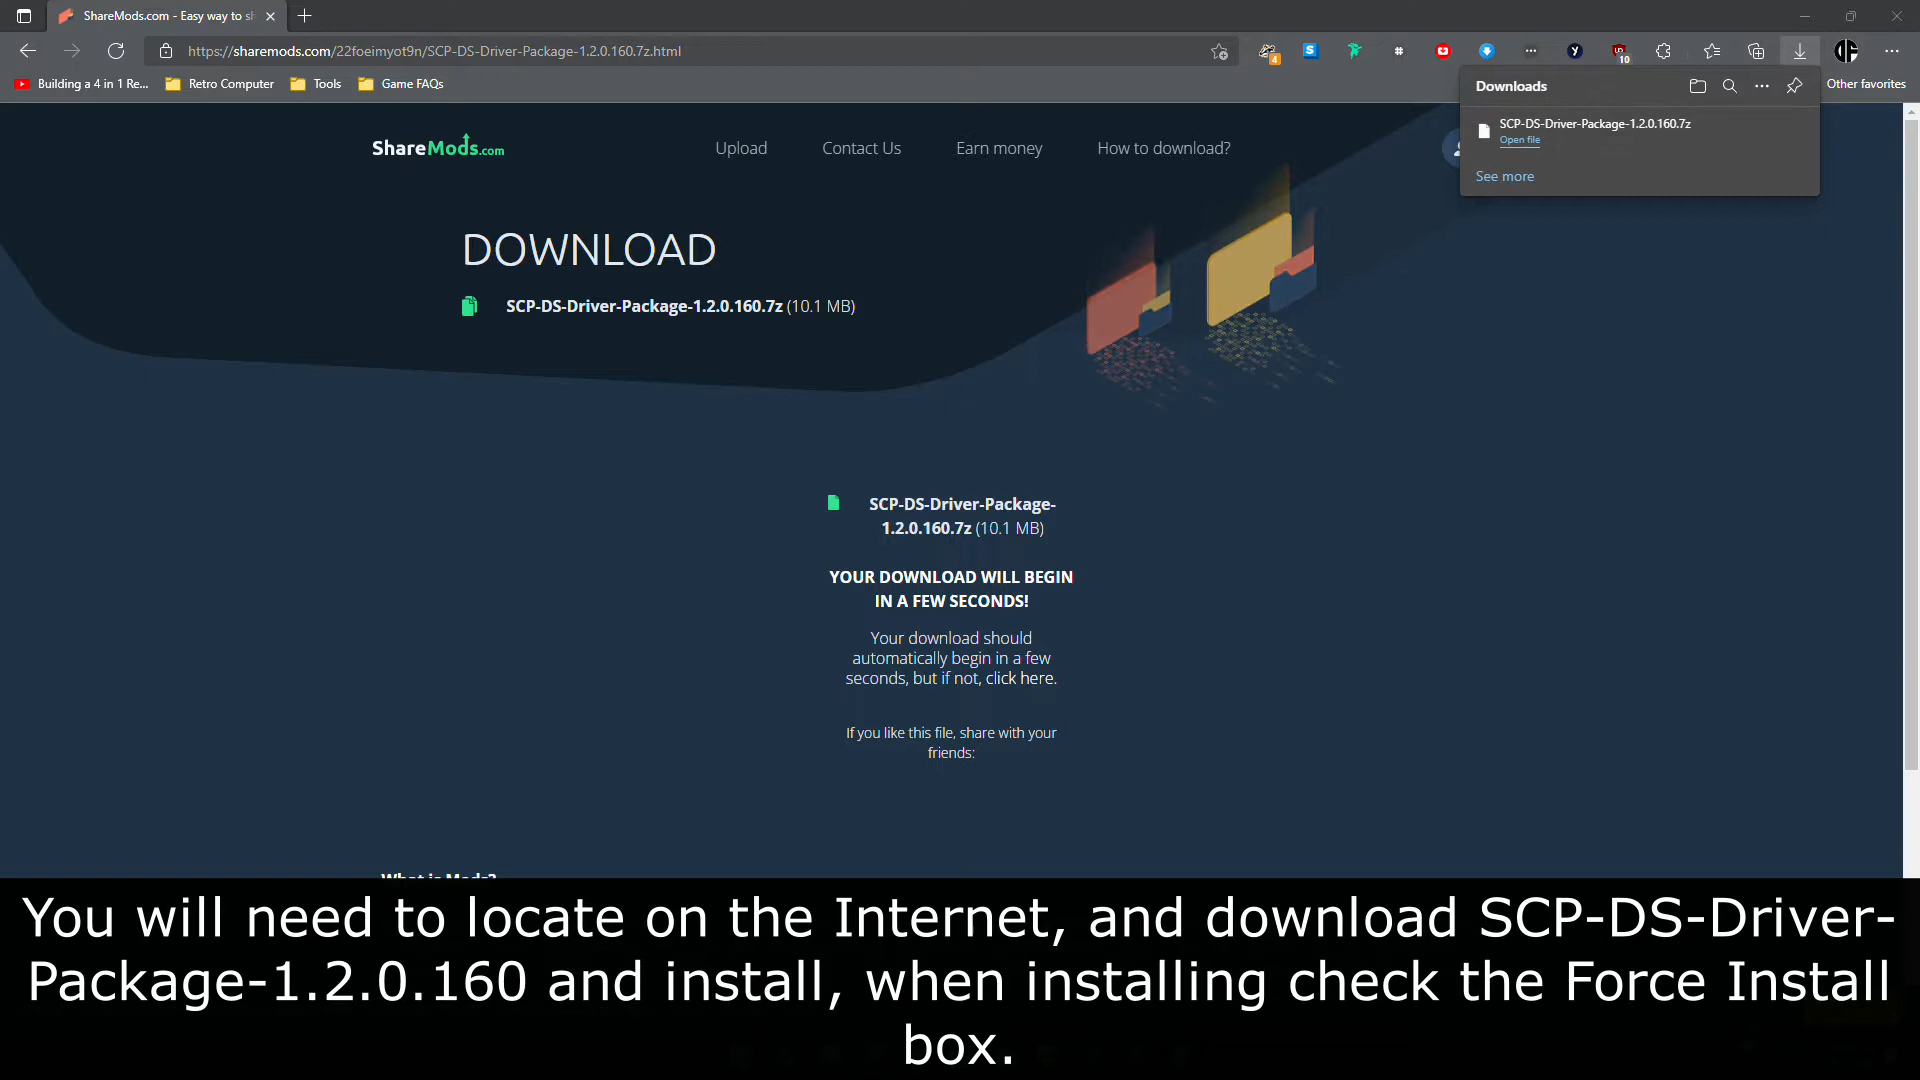 ShareMods.com - Easy way to sh
https://sharemods.com/22foeimyot9n/SCP-DS-Driver-Package-1.2.0.160.7z.html
4
S
#
y
10
Building a 4 in 1 Re...
Retro Computer
Tools
Game FAQs
Other favorites
Downloads
SCP-DS-Driver-Package-1.2.0.160.7z
Open file
See more
ShareMods.com
Upload
Contact Us
Earn money
How to download?
DOWNLOAD
SCP-DS-Driver-Package-1.2.0.160.7z (10.1 MB)
SCP-DS-Driver-Package-
1.2.0.160.7z (10.1 MB)
YOUR DOWNLOAD WILL BEGIN
IN A FEW SECONDS!
Your download should
automatically begin in a few
seconds, but if not, click here.
If you like this file, share with your
friends:
What is Mods?
You will need to locate on the Internet, and download SCP-DS-Driver-
Package-1.2.0.160 and install, when installing check the Force Install
box.